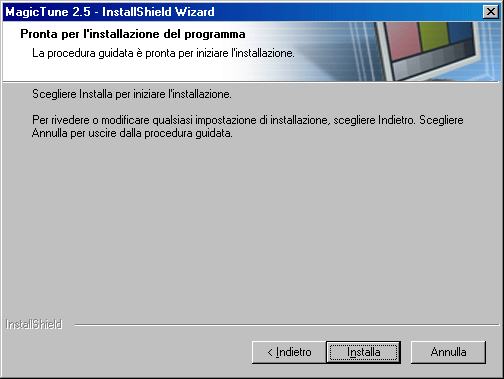 MagicTune 2.5 - InstallShield Wizard
Pronta per l'installazione del programma
La procedura guidata è pronta per iniziare l'installazione.
Scegliere Installa per iniziare l'installazione.
Per rivedere o modificare qualsiasi impostazione di installazione, scegliere Indietro. Scegliere
Annulla per uscire dalla procedura guidata.
InstallShield
< Indietro
Installa
Annulla